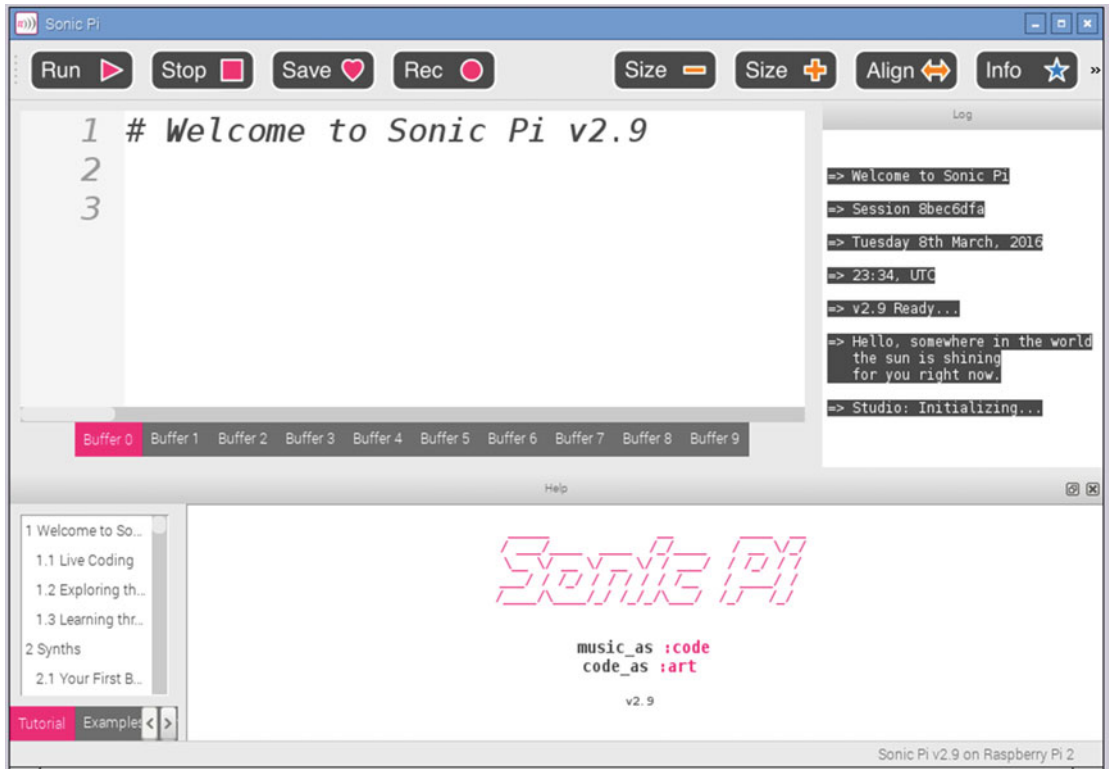 Sonic Pi
Run Stop Save Rec Size Size Align Info »
1 # Welcome to Sonic Pi v2.9
2
3
Buffer 0 Buffer 1 Buffer 2 Buffer 3 Buffer 4 Buffer 5 Buffer 6 Buffer 7 Buffer 8 Buffer 9
Log
=> Welcome to Sonic Pi
=> Session 8bec6dfa
=> Tuesday 8th March, 2016
=> 23:34, UTC
=> v2.9 Ready...
=> Hello, somewhere in the world
the sun is shining
for you right now.
=> Studio: Initializing...
Help
1 Welcome to So...
1.1 Live Coding
1.2 Exploring th...
1.3 Learning thr...
2 Synths
2.1 Your First B...
Tutorial Examples
Sonic Pi
music_as :code
code_as :art
v2.9
Sonic Pi v2.9 on Raspberry Pi 2